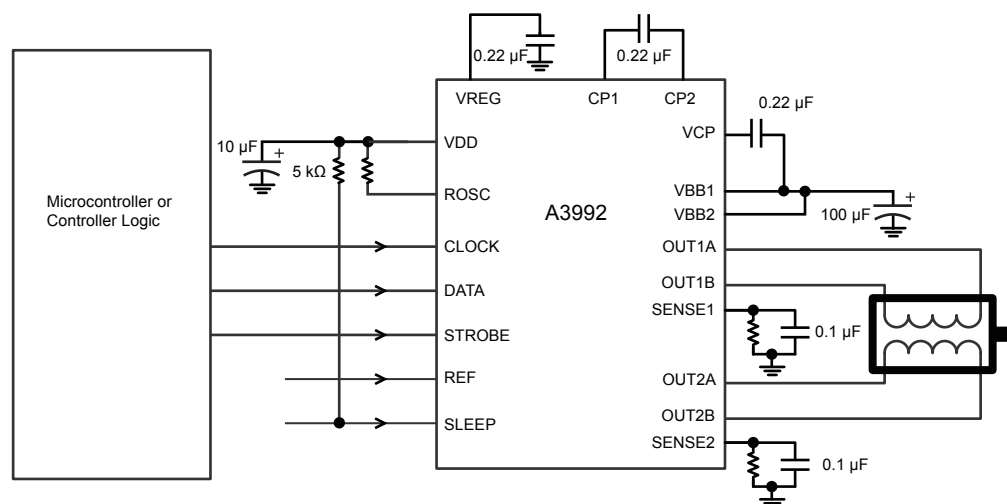 0.22 µF
0.22 µF
VREG
CP1
CP2
0.22 µF
VCP
10 µF
+
VDD
5 kΩ
ROSC
VBB1
VBB2
100 µF
+
Microcontroller or
Controller Logic
A3992
CLOCK
OUT1A
DATA
OUT1B
SENSE1
STROBE
0.1 µF
REF
OUT2A
SLEEP
OUT2B
SENSE2
0.1 µF